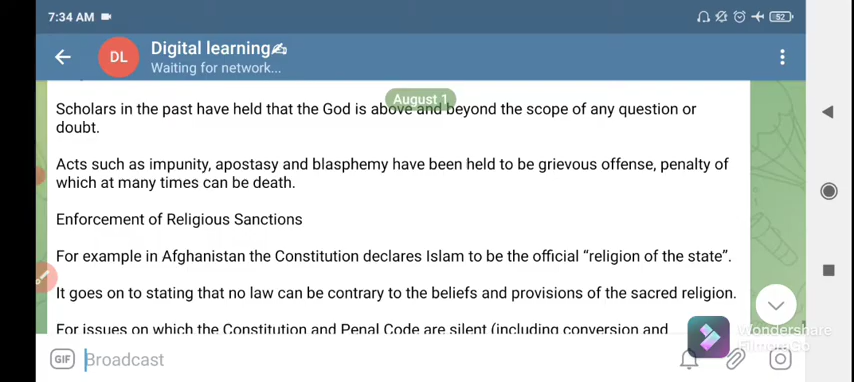 7:34 AM
52
DL
Digital learning✍
Waiting for network...
August 1
Scholars in the past have held that the God is above and beyond the scope of any question or
doubt.
Acts such as impunity, apostasy and blasphemy have been held to be grievous offense, penalty of
which at many times can be death.
Enforcement of Religious Sanctions
For example in Afghanistan the Constitution declares Islam to be the official “religion of the state”.
It goes on to stating that no law can be contrary to the beliefs and provisions of the sacred religion.
For issues on which the Constitution and Penal Code are silent (including conversion and
Wondershare
FilmoraGo
GIF
Broadcast